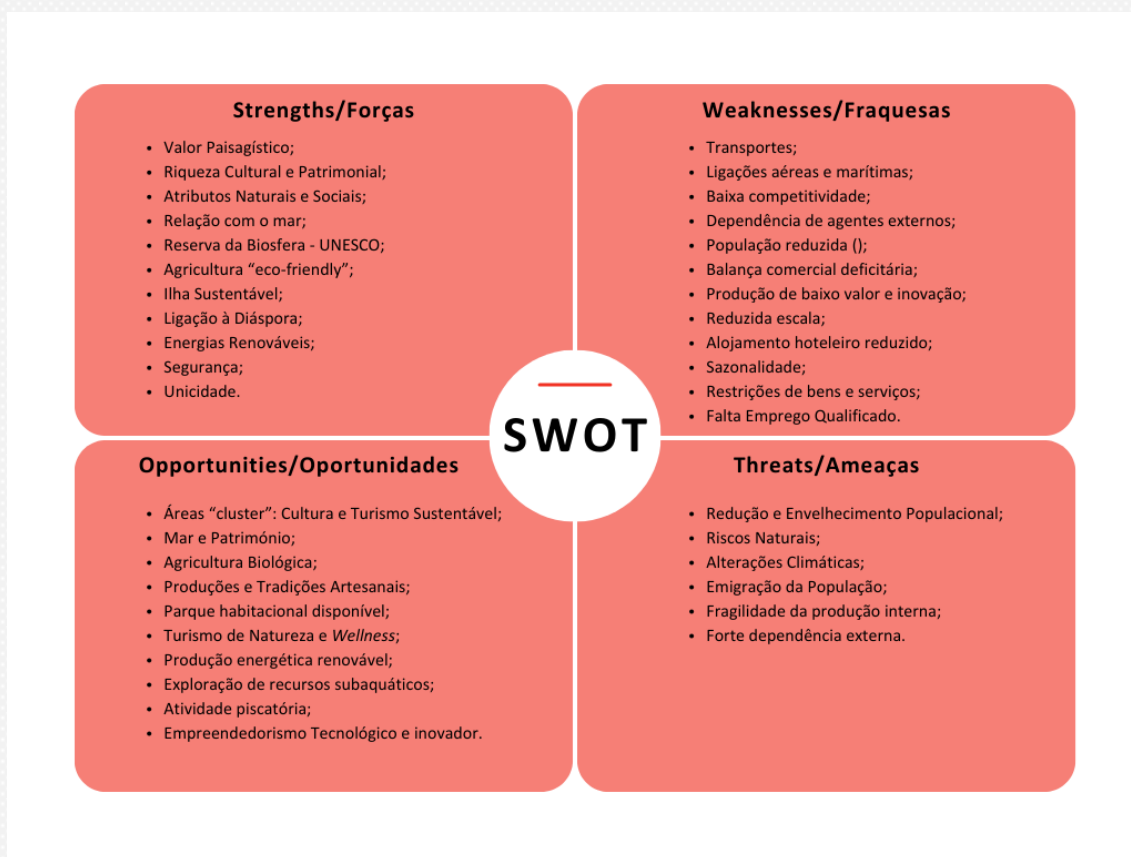 Strengths/Forças
• Valor Paisagístico;
• Riqueza Cultural e Patrimonial;
• Atributos Naturais e Sociais;
• Relação com o mar;
• Reserva da Biosfera - UNESCO;
• Agricultura “eco-friendly”;
• Ilha Sustentável;
• Ligação à Diáspora;
• Energias Renováveis;
• Segurança;
• Unicidade.
Weaknesses/Fraquesas
• Transportes;
• Ligações aéreas e marítimas;
• Baixa competitividade;
• Dependência de agentes externos;
• População reduzida ();
• Balança comercial deficitária;
• Produção de baixo valor e inovação;
• Reduzida escala;
• Alojamento hoteleiro reduzido;
• Sazonalidade;
• Restrições de bens e serviços;
• Falta Emprego Qualificado.
SWOT
Opportunities/Oportunidades
• Áreas “cluster”: Cultura e Turismo Sustentável;
• Mar e Património;
• Agricultura Biológica;
• Produções e Tradições Artesanais;
• Parque habitacional disponível;
• Turismo de Natureza e Wellness;
• Produção energética renovável;
• Exploração de recursos subaquáticos;
• Atividade piscatória;
• Empreendedorismo Tecnológico e inovador.
Threats/Ameaças
• Redução e Envelhecimento Populacional;
• Riscos Naturais;
• Alterações Climáticas;
• Emigração da População;
• Fragilidade da produção interna;
• Forte dependência externa.